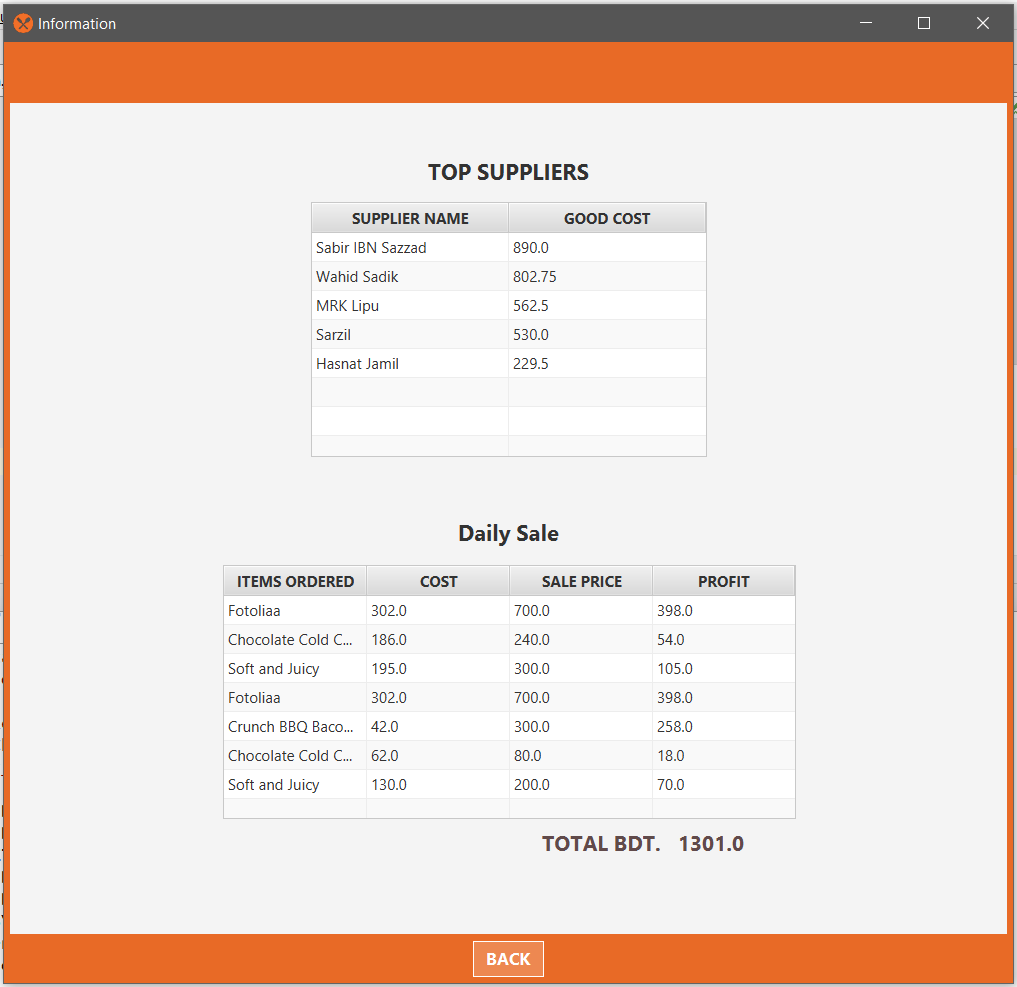 Information
TOP SUPPLIERS
SUPPLIER NAME GOOD COST
Sabir IBN Sazzad 890.0
Wahid Sadik 802.75
MRK Lipu 562.5
Sarzil 530.0
Hasnat Jamil 229.5
Daily Sale
ITEMS ORDERED COST SALE PRICE PROFIT
Fotoliaa 302.0 700.0 398.0
Chocolate Cold C... 186.0 240.0 54.0
Soft and Juicy 195.0 300.0 105.0
Fotoliaa 302.0 700.0 398.0
Crunch BBQ Baco... 42.0 300.0 258.0
Chocolate Cold C... 62.0 80.0 18.0
Soft and Juicy 130.0 200.0 70.0
TOTAL BDT. 1301.0
BACK